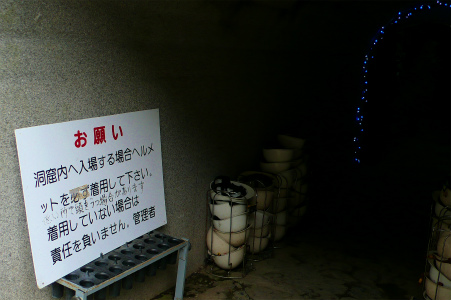 お願い
洞窟内へ入場する場合ヘルメ
ットを必ず着用して下さい。
着用していない場合は
責任を負いません。管理者